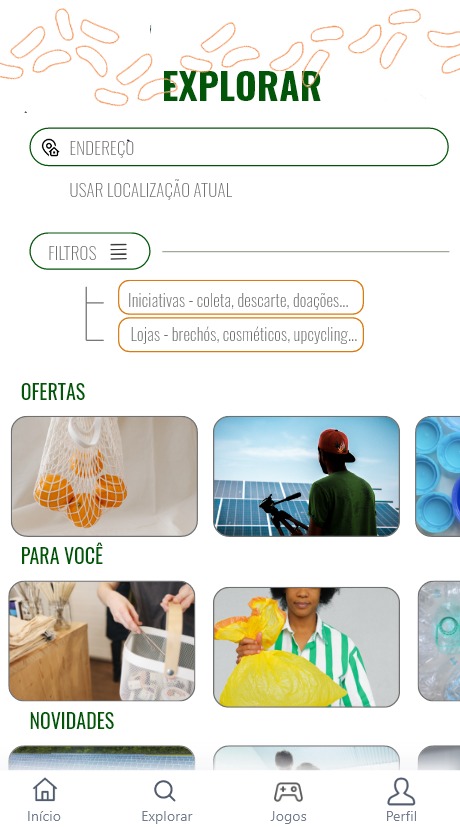 EXPLORAR
ENDEREÇO
USAR LOCALIZAÇÃO ATUAL
FILTROS
Iniciativas - coleta, descarte, doações...
Lojas - brechós, cosméticos, upcycling...
OFERTAS
PARA VOCÊ
NOVIDADES
Início Explorar Jogos Perfil